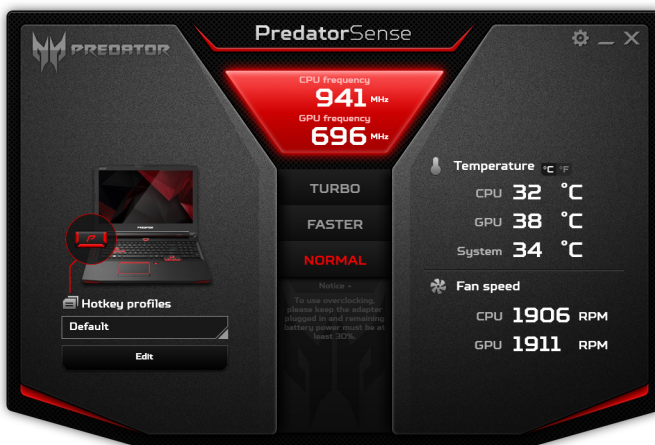 PREDATOR
PredatorSense
CPU frequency
941 MHz
GPU frequency
696 MHz
TURBO
FASTER
NORMAL
Notice
To use overclocking,
please keep the adapter
plugged in and remaining
battery power must be at
least 30%.
Hotkey profiles
Default
Edit
Temperature °C °F
CPU 32 °C
GPU 38 °C
System 34 °C
Fan speed
CPU 1906 RPM
GPU 1911 RPM